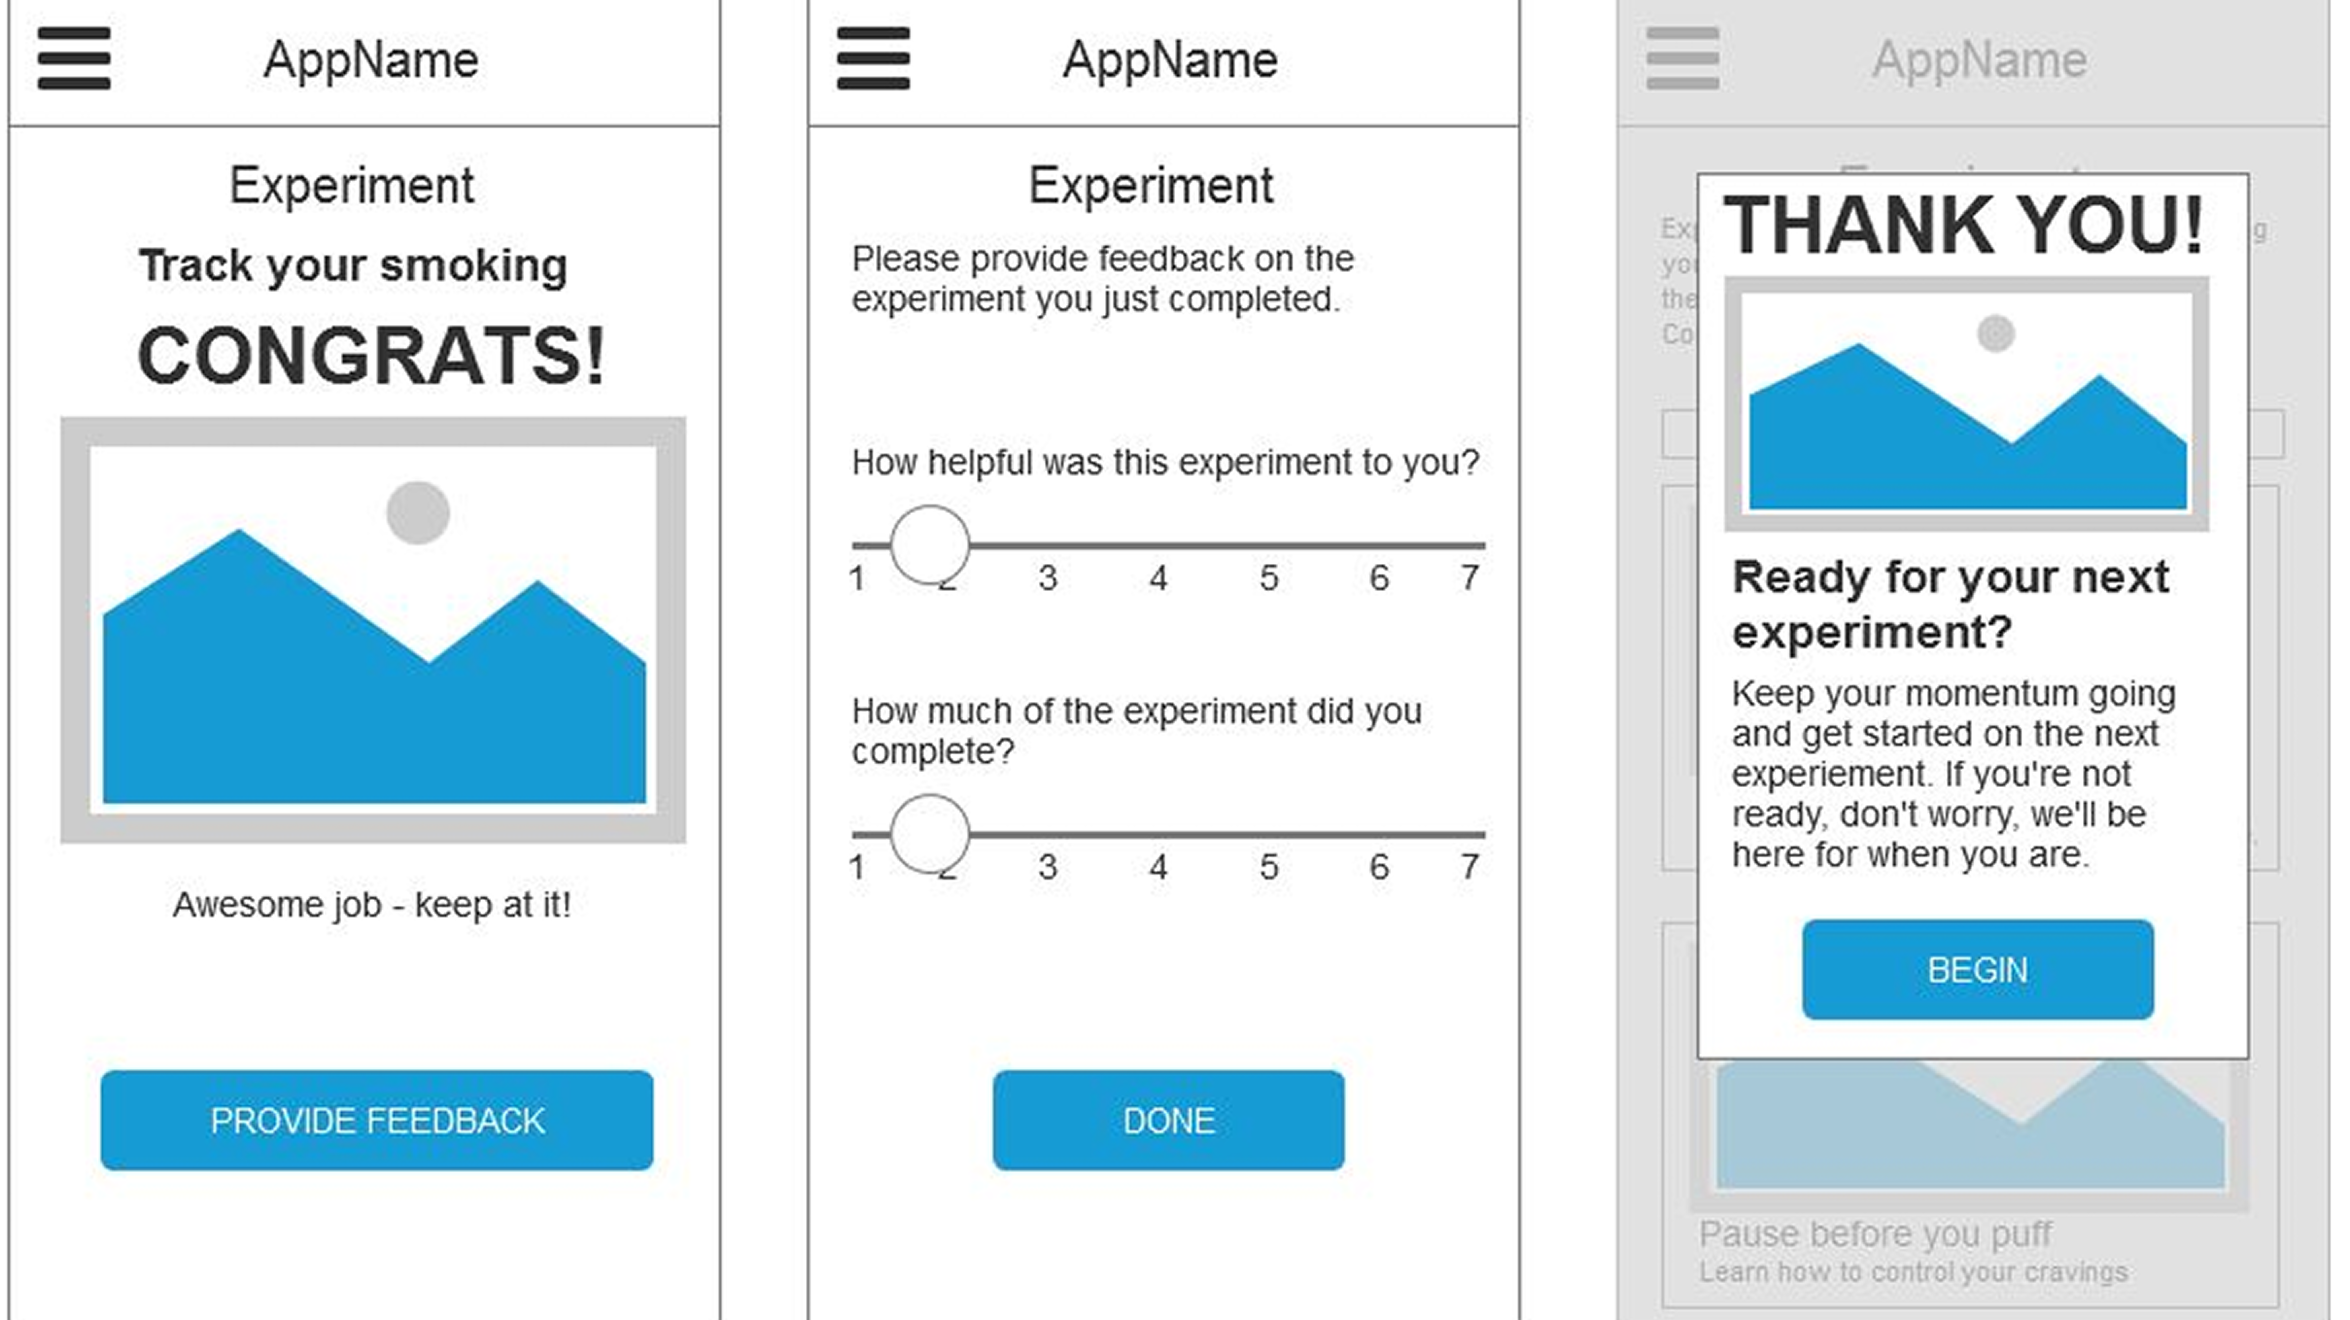 AppName
Experiment
Track your smoking
CONGRATS!
Awesome job - keep at it!
PROVIDE FEEDBACK
AppName
Experiment
Please provide feedback on the
experiment you just completed.
How helpful was this experiment to you?
1 2 3 4 5 6 7
How much of the experiment did you
complete?
1 2 3 4 5 6 7
DONE
AppName
THANK YOU!
Ready for your next
experiment?
Keep your momentum going
and get started on the next
experiement. If you're not
ready, don't worry, we'll be
here for when you are.
BEGIN
Pause before you puff
Learn how to control your cravings